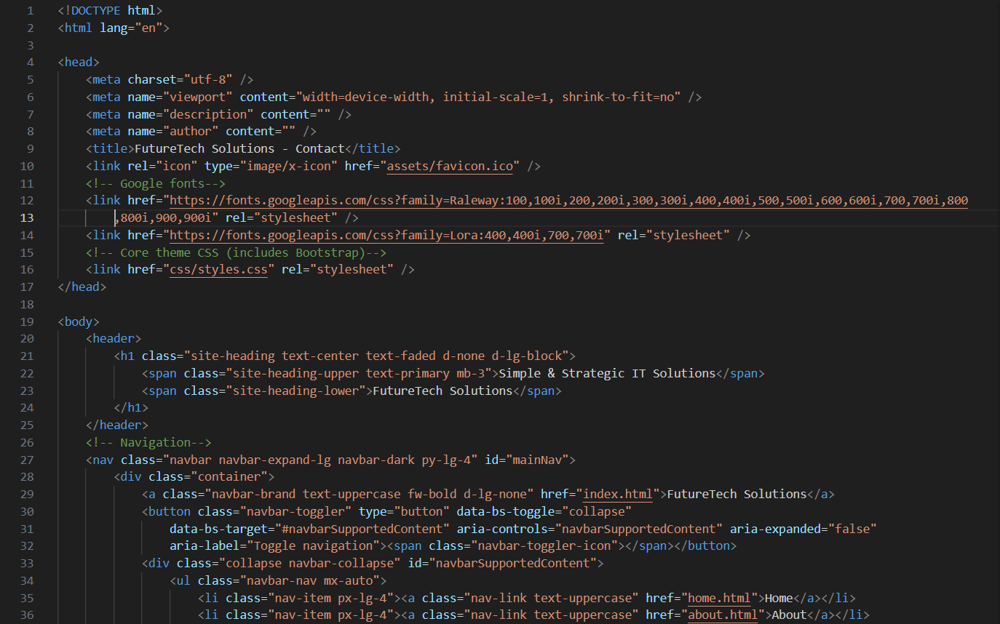 1 <!DOCTYPE html>
2 <html lang="en">
3
4 <head>
5     <meta charset="utf-8" />
6     <meta name="viewport" content="width=device-width, initial-scale=1, shrink-to-fit=no" />
7     <meta name="description" content="" />
8     <meta name="author" content="" />
9     <title>FutureTech Solutions - Contact</title>
10     <link rel="icon" type="image/x-icon" href="assets/favicon.ico" />
11     <!-- Google fonts-->
12     <link href="https://fonts.googleapis.com/css?family=Raleway:100,100i,200,200i,300,300i,400,400i,500,500i,600,600i,700,700i,800
13         ,800i,900,900i" rel="stylesheet" />
14     <link href="https://fonts.googleapis.com/css?family=Lora:400,400i,700,700i" rel="stylesheet" />
15     <!-- Core theme CSS (includes Bootstrap)-->
16     <link href="css/styles.css" rel="stylesheet" />
17 </head>
18
19 <body>
20     <header>
21         <h1 class="site-heading text-center text-faded d-none d-lg-block">
22             <span class="site-heading-upper text-primary mb-3">Simple & Strategic IT Solutions</span>
23             <span class="site-heading-lower">FutureTech Solutions</span>
24         </h1>
25     </header>
26     <!-- Navigation-->
27     <nav class="navbar navbar-expand-lg navbar-dark py-lg-4" id="mainNav">
28         <div class="container">
29             <a class="navbar-brand text-uppercase fw-bold d-lg-none" href="index.html">FutureTech Solutions</a>
30             <button class="navbar-toggler" type="button" data-bs-toggle="collapse"
31                 data-bs-target="#navbarSupportedContent" aria-controls="navbarSupportedContent" aria-expanded="false"
32                 aria-label="Toggle navigation"><span class="navbar-toggler-icon"></span></button>
33             <div class="collapse navbar-collapse" id="navbarSupportedContent">
34                 <ul class="navbar-nav mx-auto">
35                     <li class="nav-item px-lg-4"><a class="nav-link text-uppercase" href="home.html">Home</a></li>
36                     <li class="nav-item px-lg-4"><a class="nav-link text-uppercase" href="about.html">About</a></li>